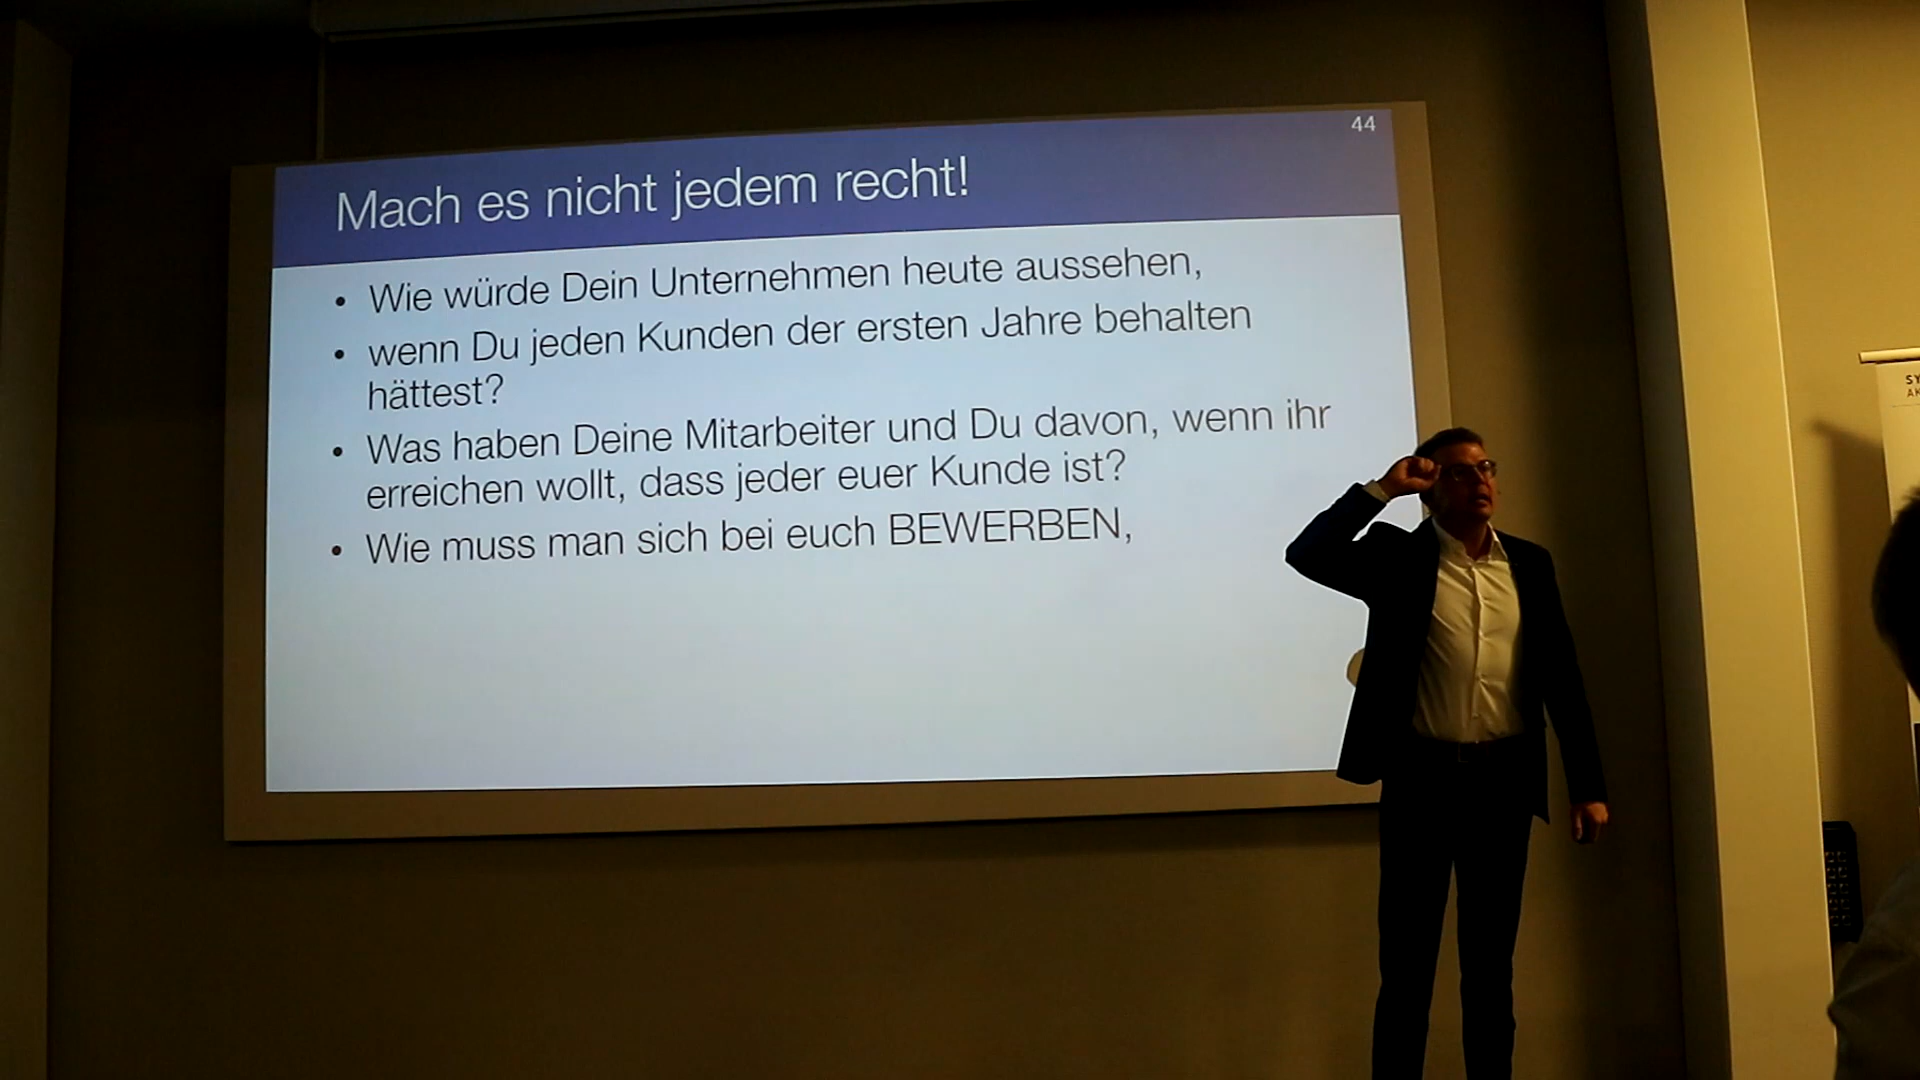 44
Mach es nicht jedem recht!
• Wie würde Dein Unternehmen heute aussehen,
• wenn Du jeden Kunden der ersten Jahre behalten
hättest?
• Was haben Deine Mitarbeiter und Du davon, wenn ihr
erreichen wollt, dass jeder euer Kunde ist?
• Wie muss man sich bei euch BEWERBEN,